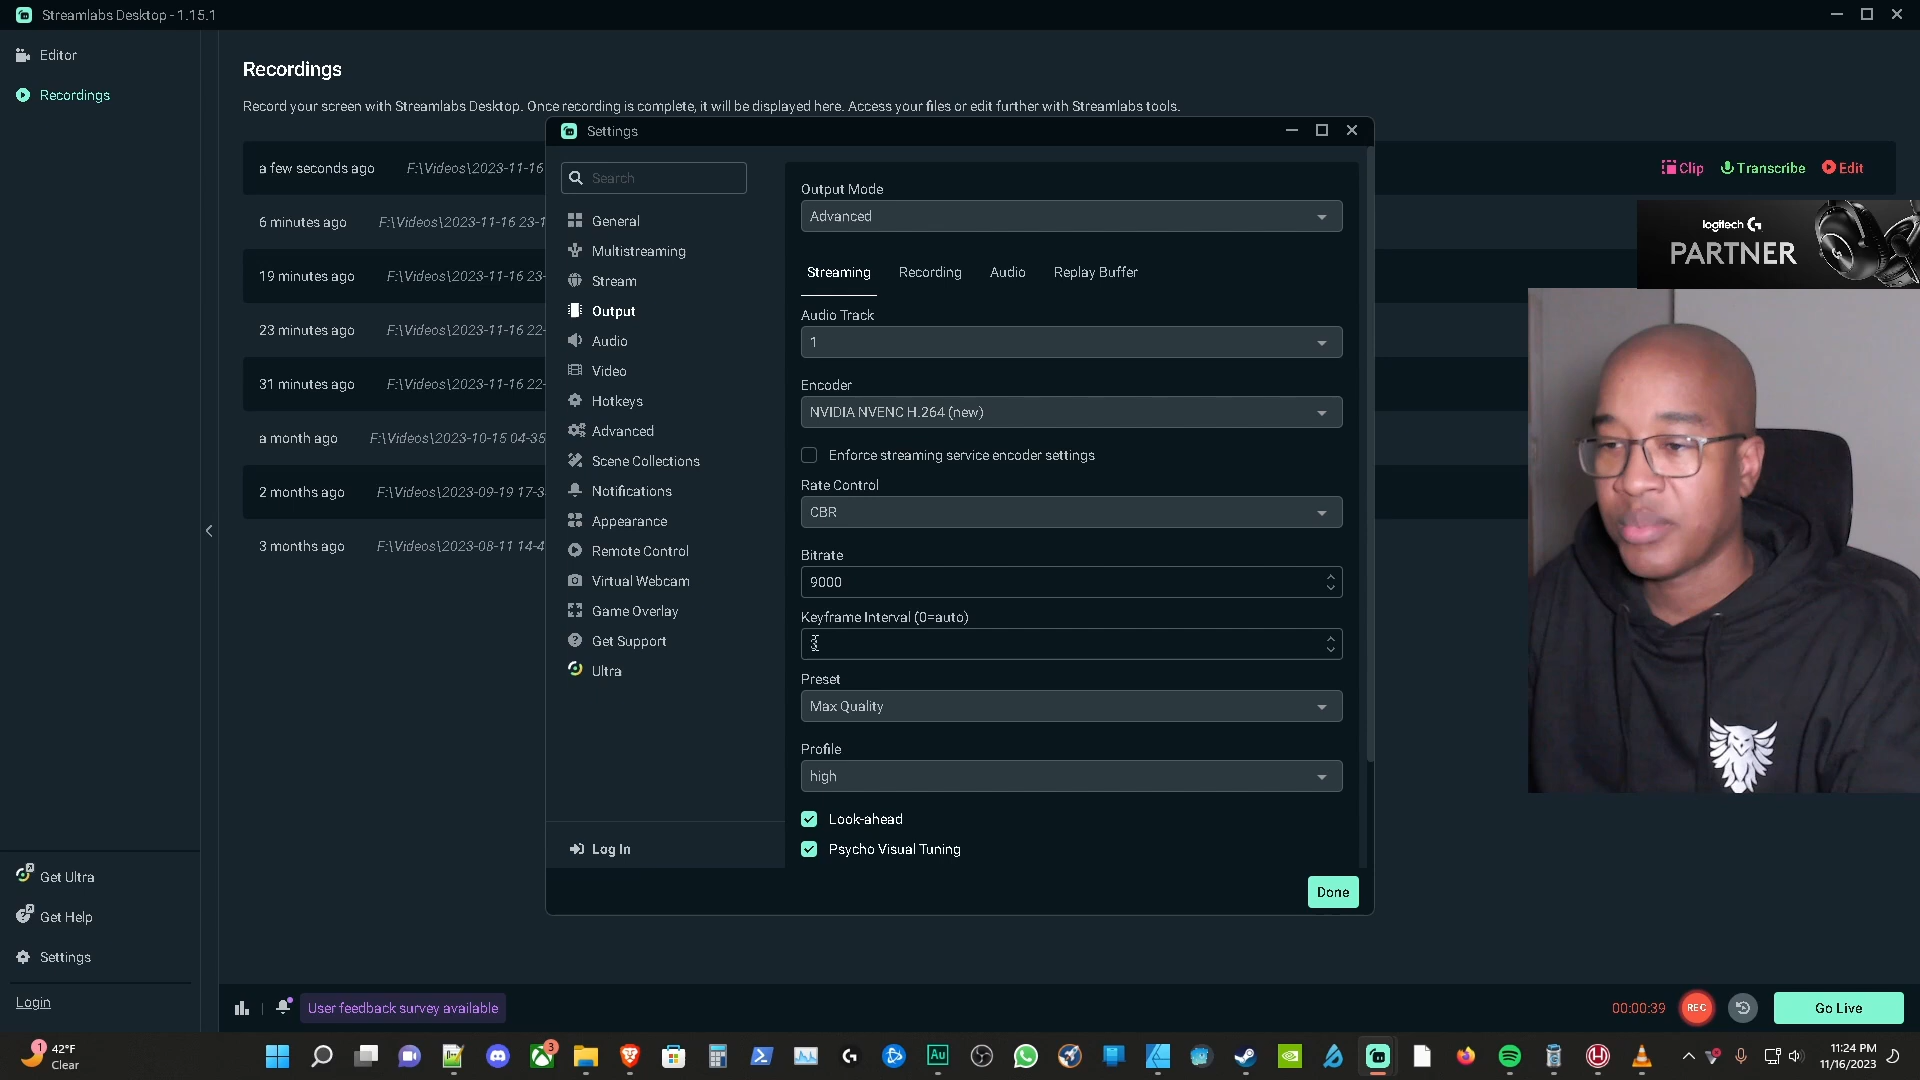 Streamlabs Desktop - 1.15.1
Editor
Recordings
Recordings
Record your screen with Streamlabs Desktop. Once recording is complete, it will be displayed here. Access your files or edit further with Streamlabs tools.
a few seconds ago F:\Videos\2023-11-16
Clip Transcribe Edit
6 minutes ago F:\Videos\2023-11-16 23-1
19 minutes ago F:\Videos\2023-11-16 23-
23 minutes ago F:\Videos\2023-11-16 22-
31 minutes ago F:\Videos\2023-11-16 22-
a month ago F:\Videos\2023-10-15 04-35
2 months ago F:\Videos\2023-09-19 17-3
3 months ago F:\Videos\2023-08-11 14-4
Settings
Search
General
Multistreaming
Stream
Output
Audio
Video
Hotkeys
Advanced
Scene Collections
Notifications
Appearance
Remote Control
Virtual Webcam
Game Overlay
Get Support
Ultra
Log In
Output Mode
Advanced
Streaming Recording Audio Replay Buffer
Audio Track
1
Encoder
NVIDIA NVENC H.264 (new)
Enforce streaming service encoder settings
Rate Control
CBR
Bitrate
9000
Keyframe Interval (0=auto)
Preset
Max Quality
Profile
high
Look-ahead
Psycho Visual Tuning
Done
logitech G
PARTNER
Get Ultra
Get Help
Settings
Login
User feedback survey available
00:00:39
REC
Go Live
1
42°F
Clear
3
Au
11:24 PM
11/16/2023